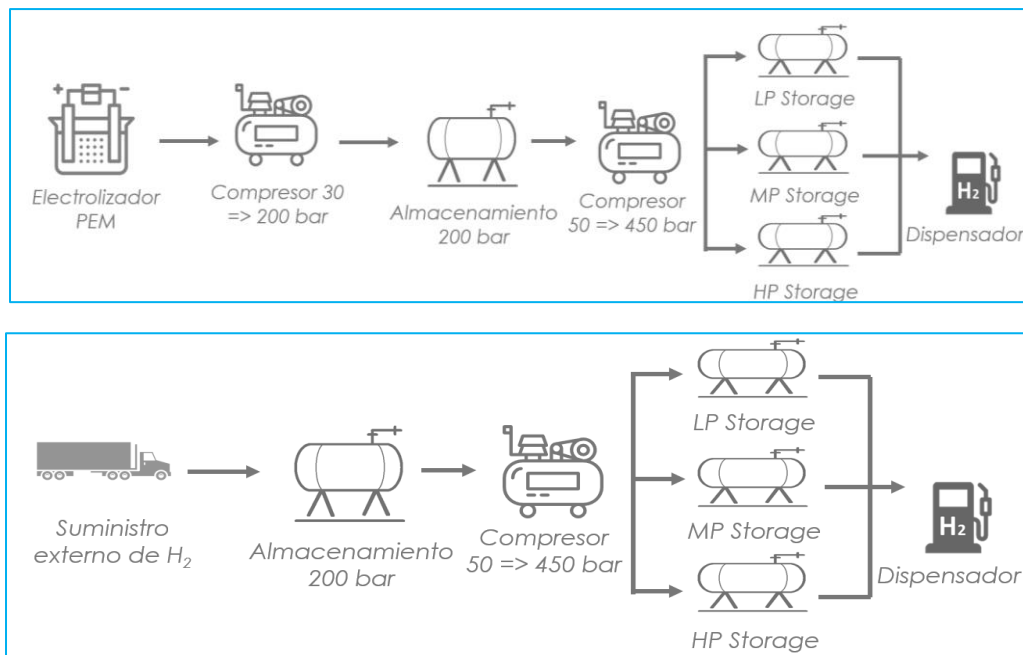 LP Storage
Electrolizador
PEM
Compresor 30
=> 200 bar
Almacenamiento
200 bar
Compresor
50 => 450 bar
MP Storage
H2
Dispensador
HP Storage
LP Storage
Suministro
externo de H2
Almacenamiento
200 bar
Compresor
50 => 450 bar
MP Storage
H2
Dispensador
HP Storage